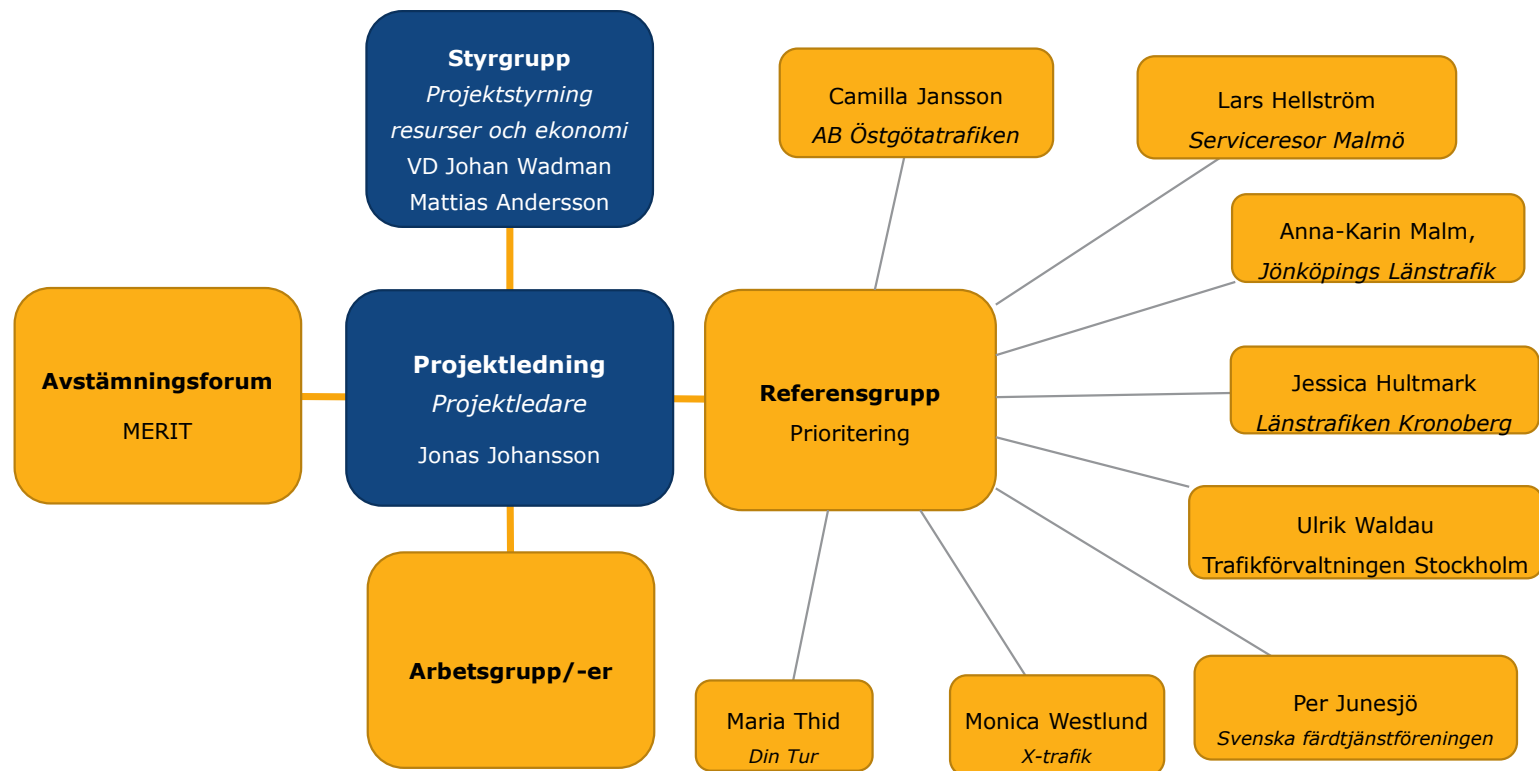 Styrgrupp
Projektstyrning
resurser och ekonomi
VD Johan Wadman
Mattias Andersson
Camilla Jansson
AB Östgötatrafiken
Lars Hellström
Serviceresor Malmö
Anna-Karin Malm,
Jönköpings Länstrafik
Avstämningsforum
MERIT
Projektledning
Projektledare
Jonas Johansson
Referensgrupp
Prioritering
Jessica Hultmark
Länstrafiken Kronoberg
Ulrik Waldau
Trafikförvaltningen Stockholm
Arbetsgrupp/-er
Maria Thid
Din Tur
Monica Westlund
X-trafik
Per Junesjö
Svenska färdtjänstföreningen